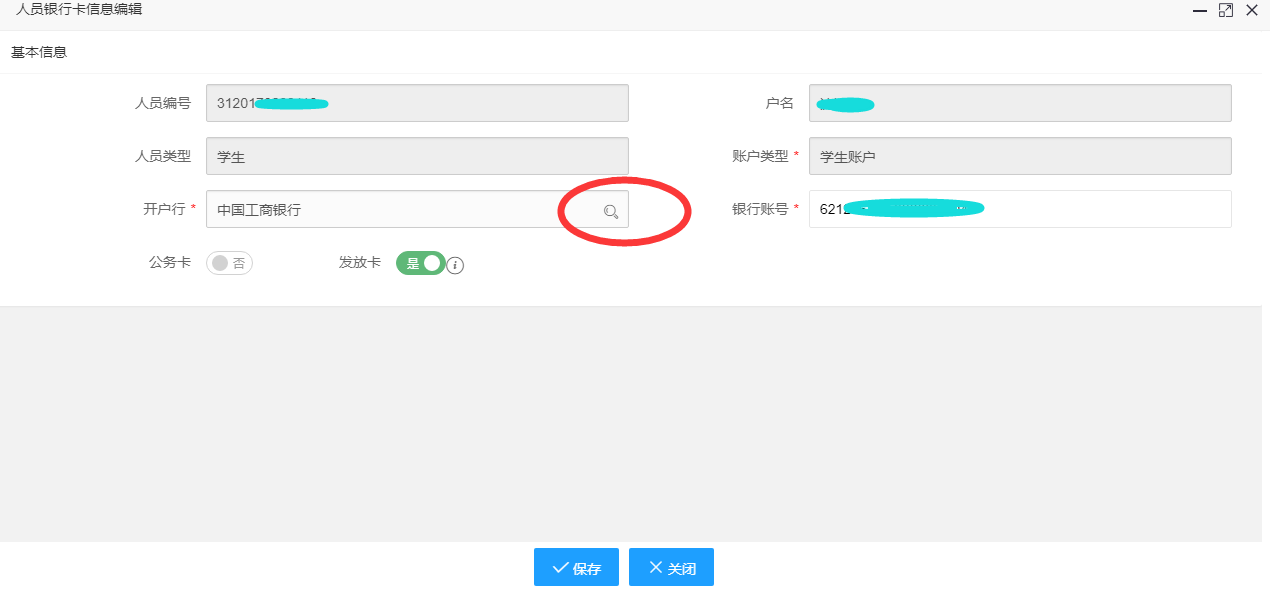 人员银行卡信息编辑
基本信息
人员编号 3120 户名
人员类型 学生 账户类型 * 学生账户
开户行 * 中国工商银行 银行账号 * 621
公务卡 否 发放卡 是 i
保存 关闭